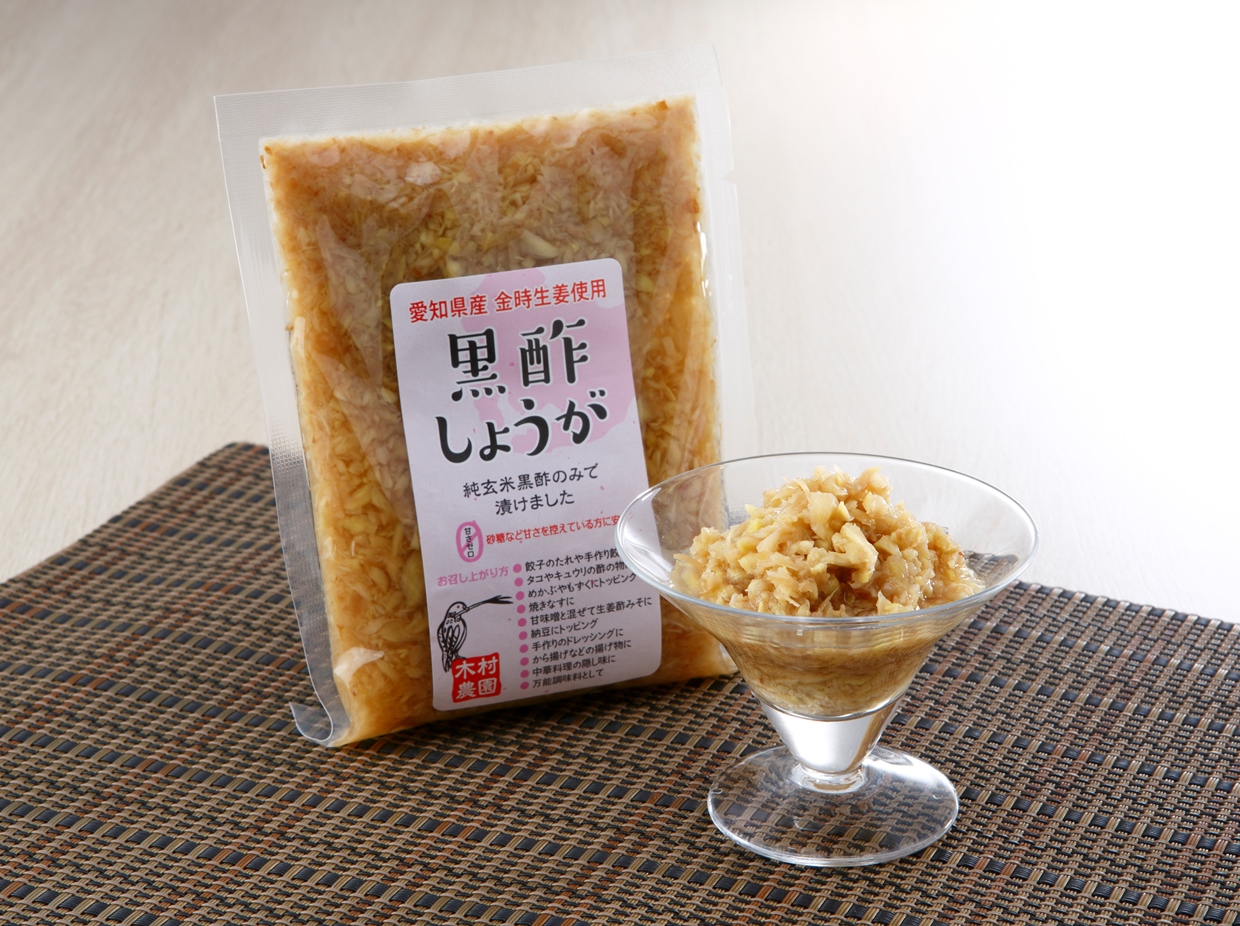 愛知県産 金時生姜使用
黒酢
しょうが
純玄米黒酢のみで
漬けました
甘さゼロ
砂糖など甘さを控えている方に
お召し上がり方
餃子のたれや手作り
タコやキュウリの酢の物
めかぶやもずくにトッピング
焼きなすに
甘味噌と混ぜて生姜酢みそに
納豆にトッピング
手作りのドレッシングに
から揚げなどの揚げ物に
中華料理の隠し味に
万能調味料として
木村
農園